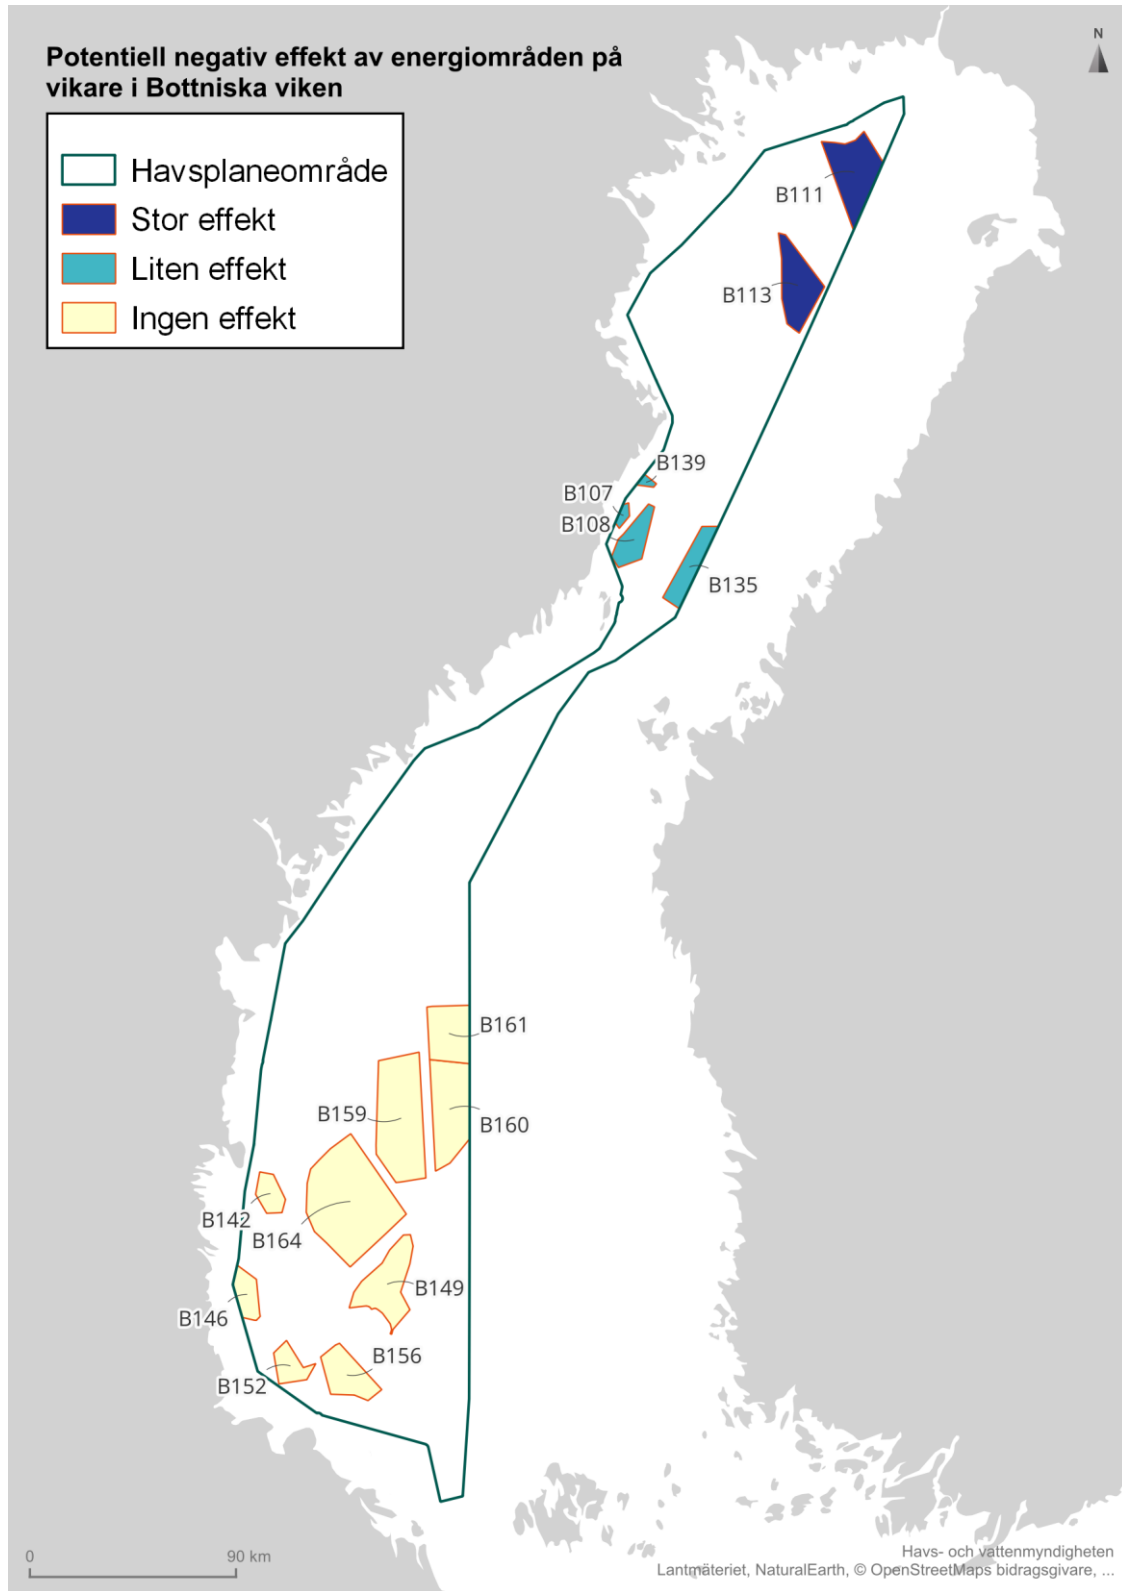 Potentiell negativ effekt av energiområden på
vikare i Bottniska viken
Havsplaneområde
Stor effekt
Liten effekt
Ingen effekt
N
B111
B113
B139
B107
B108
B135
B161
B159
B160
B142
B164
B149
B146
B156
B152
0
90 km
Havs- och vattenmyndigheten
Lantmäteriet, NaturalEarth, © OpenStreetMaps bidragsgivare, ...